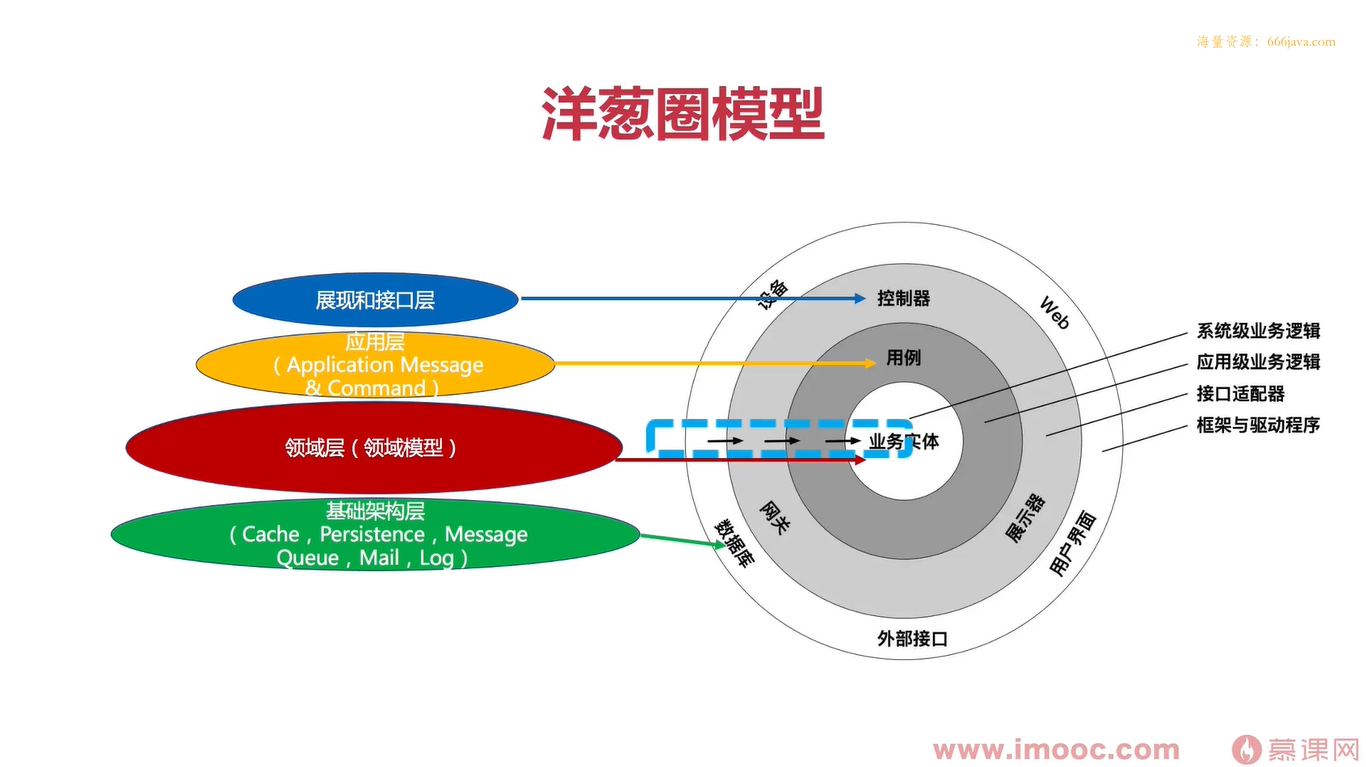 海量资源：666java.com
洋葱圈模型
展现和接口层
应用层
（Application Message
& Command）
领域层（领域模型）
基础架构层
（Cache，Persistence，Message
Queue，Mail，Log）
设备
控制器
Web
用例
业务实体
网关
数据库
展示器
用户界面
外部接口
系统级业务逻辑
应用级业务逻辑
接口适配器
框架与驱动程序
www.imooc.com
慕课网